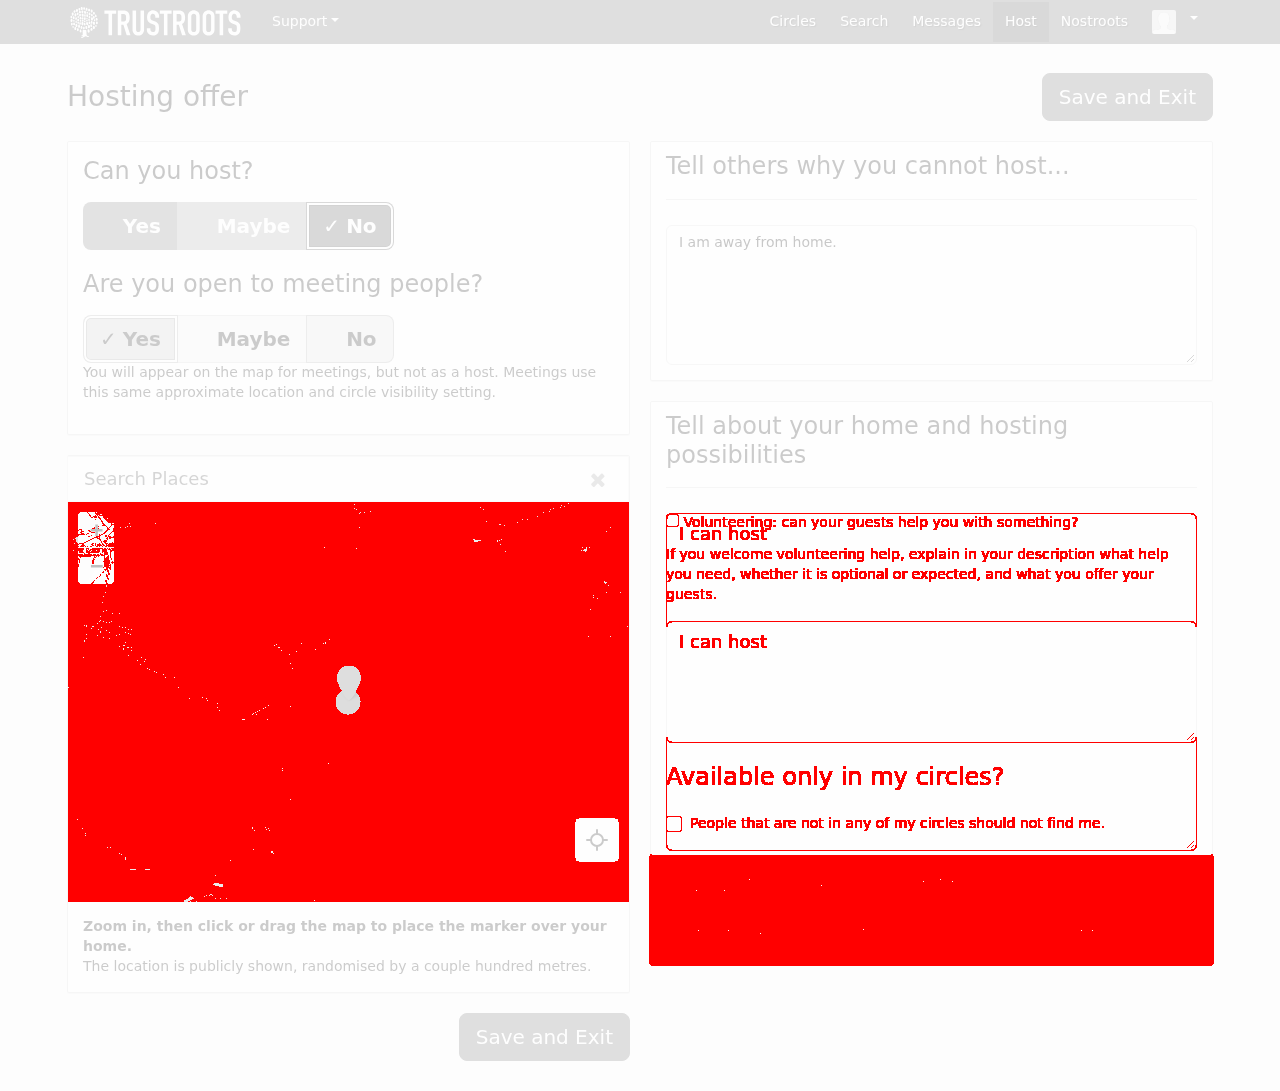 TRUSTROOTS
Support
Circles
Search
Messages
Host
Nostroots
Hosting offer
Save and Exit
Can you host?
Yes
Maybe
✓ No
Are you open to meeting people?
✓ Yes
Maybe
No
You will appear on the map for meetings, but not as a host. Meetings use
this same approximate location and circle visibility setting.
Search Places
Zoom in, then click or drag the map to place the marker over your
home.
The location is publicly shown, randomised by a couple hundred metres.
Save and Exit
Tell others why you cannot host...
I am away from home.
Tell about your home and hosting
possibilities
Volunteering: can your guests help you with something?
I can host
If you welcome volunteering help, explain in your description what help
you need, whether it is optional or expected, and what you offer your
guests.
I can host
Available only in my circles?
People that are not in any of my circles should not find me.